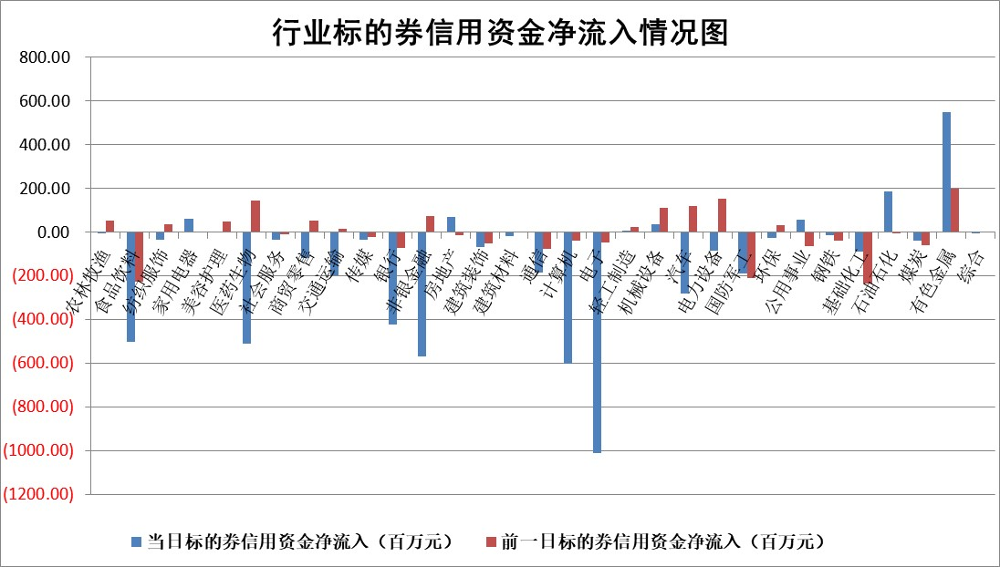 行业标的券信用资金净流入情况图
800.00
600.00
400.00
200.00
0.00
(200.00)
(400.00)
(600.00)
(800.00)
(1000.00)
(1200.00)
农林牧渔
食品饮料
纺织服饰
家用电器
美容护理
医药生物
社会服务
商贸零售
交通运输
传媒
银行
非银金融
房地产
建筑装饰
建筑材料
通信
计算机
电子
轻工制造
机械设备
汽车
电力设备
国防军工
环保
公用事业
钢铁
基础化工
石油石化
煤炭
有色金属
综合
当日标的券信用资金净流入（百万元） 前一日标的券信用资金净流入（百万元）